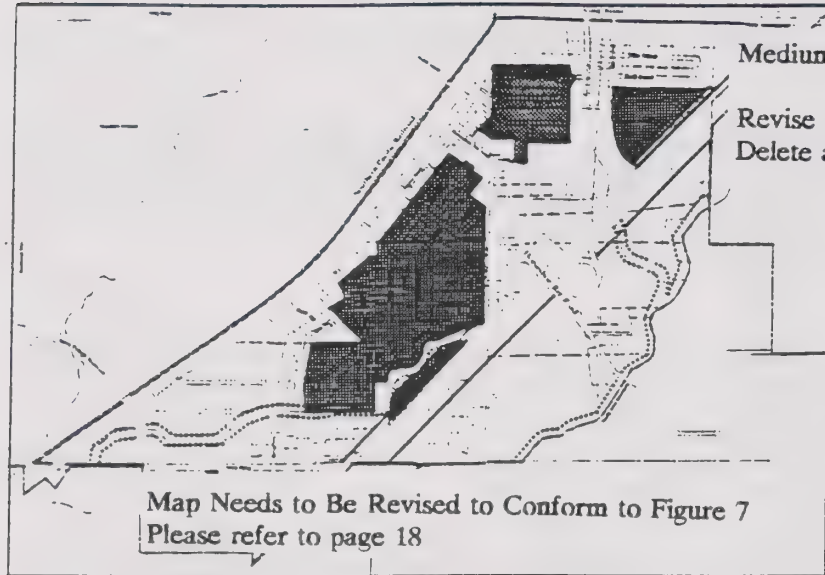 Medium
Revise
Delete a
Map Needs to Be Revised to Conform to Figure 7
Please refer to page 18